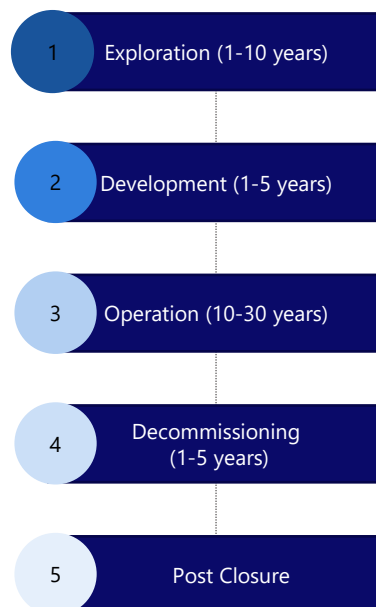 1
Exploration (1-10 years)
2
Development (1-5 years)
3
Operation (10-30 years)
4
Decommissioning
(1-5 years)
5
Post Closure